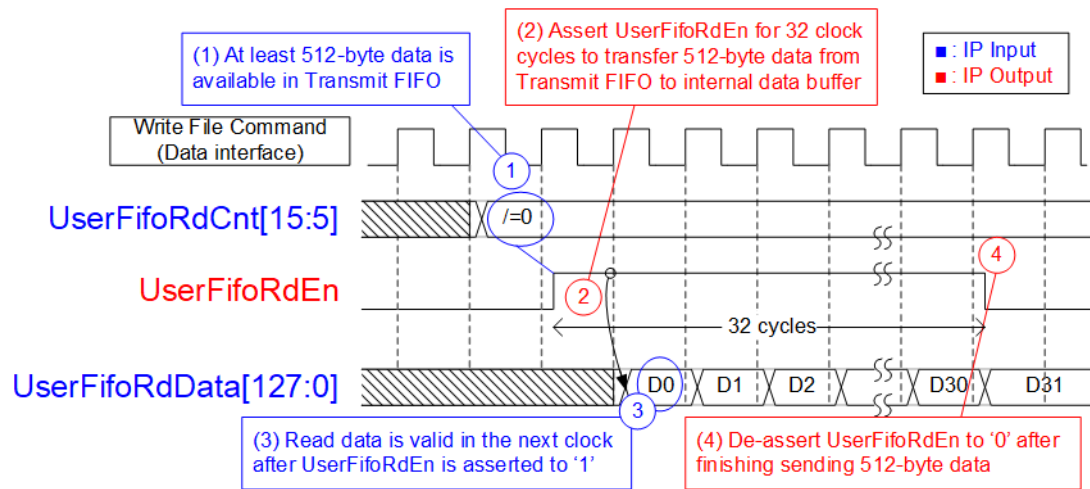 (1) At least 512-byte data is
available in Transmit FIFO
(2) Assert UserFifoRdEn for 32 clock
cycles to transfer 512-byte data from
Transmit FIFO to internal data buffer
■: IP Input
■: IP Output
Write File Command
(Data interface)
1
UserFifoRdCnt[15:5]
/=0
UserFifoRdEn
2
4
32 cycles
UserFifoRdData[127:0]
D0
D1
D2
D30
D31
3
(3) Read data is valid in the next clock
after UserFifoRdEn is asserted to ‘1’
(4) De-assert UserFifoRdEn to ‘0’ after
finishing sending 512-byte data